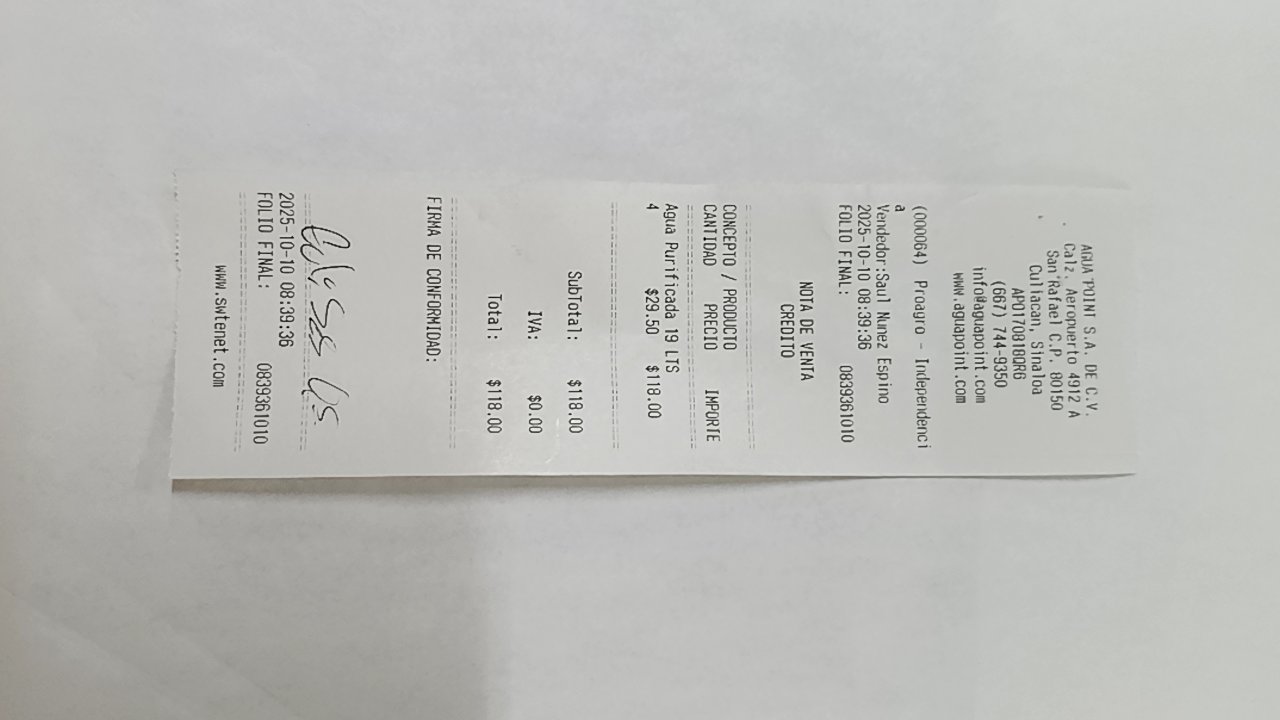 AGUA POINT S.A. DE C.V.
Calz. Aeropuerto 4912 A
San Rafael C.P. 80150
Culiacan, Sinaloa
APO170818QR6
(667) 744-9350
info@aguapoint.com
www.aguapoint.com
(000064) Proagro - Independenci
a
Vendedor:Saul Nunez Espino
2025-10-10 08:39:36
FOLIO FINAL: 0839361010
NOTA DE VENTA
CREDITO
CONCEPTO / PRODUCTO
CANTIDAD PRECIO IMPORTE
Agua Purificada 19 LTS
4 $29.50 $118.00
SubTotal: $118.00
IVA: $0.00
Total: $118.00
FIRMA DE CONFORMIDAD:
2025-10-10 08:39:36
FOLIO FINAL: 0839361010
www.swtenet.com